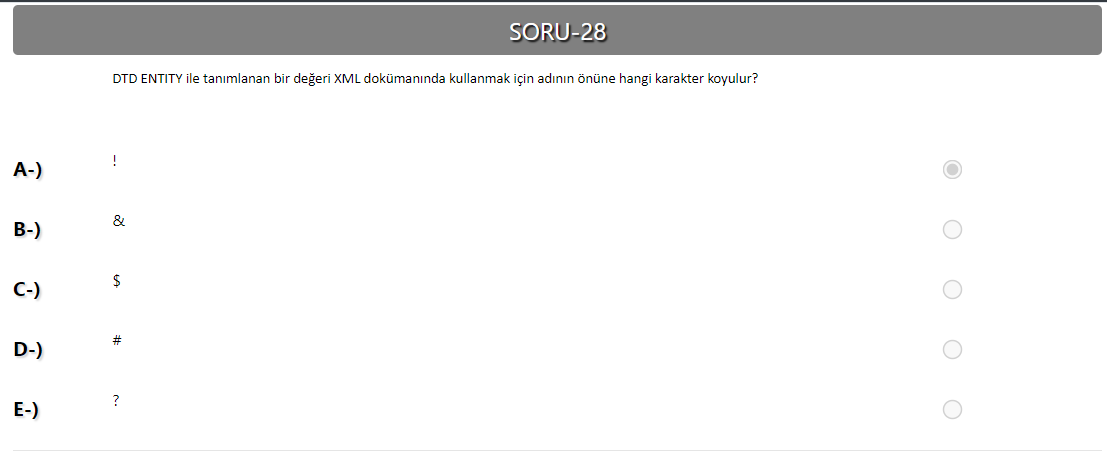 SORU-28
DTD ENTITY ile tanımlanan bir değeri XML dokümanında kullanmak için adının önüne hangi karakter koyulur?
A-) !
B-) &
C-) $
D-) #
E-) ?